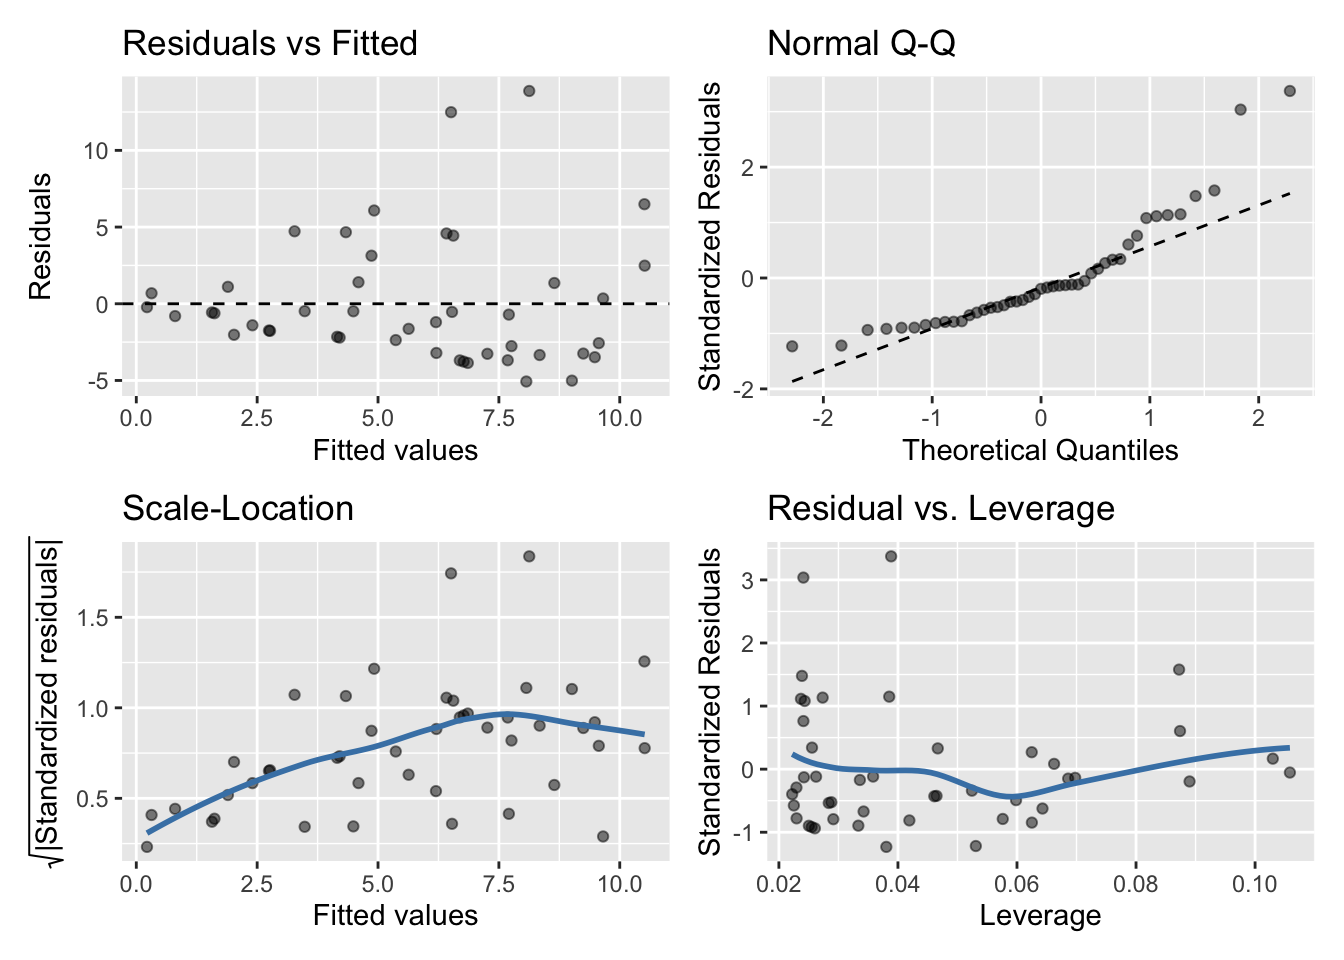 Residuals vs Fitted
Residuals
10
5
0
-5
0.0 2.5 5.0 7.5 10.0
Fitted values
Normal Q-Q
Standardized Residuals
2
0
-2
-2 -1 0 1 2
Theoretical Quantiles
Scale-Location
√|Standardized residuals|
1.5
1.0
0.5
0.0 2.5 5.0 7.5 10.0
Fitted values
Residual vs. Leverage
Standardized Residuals
3
2
1
0
-1
0.02 0.04 0.06 0.08 0.10
Leverage